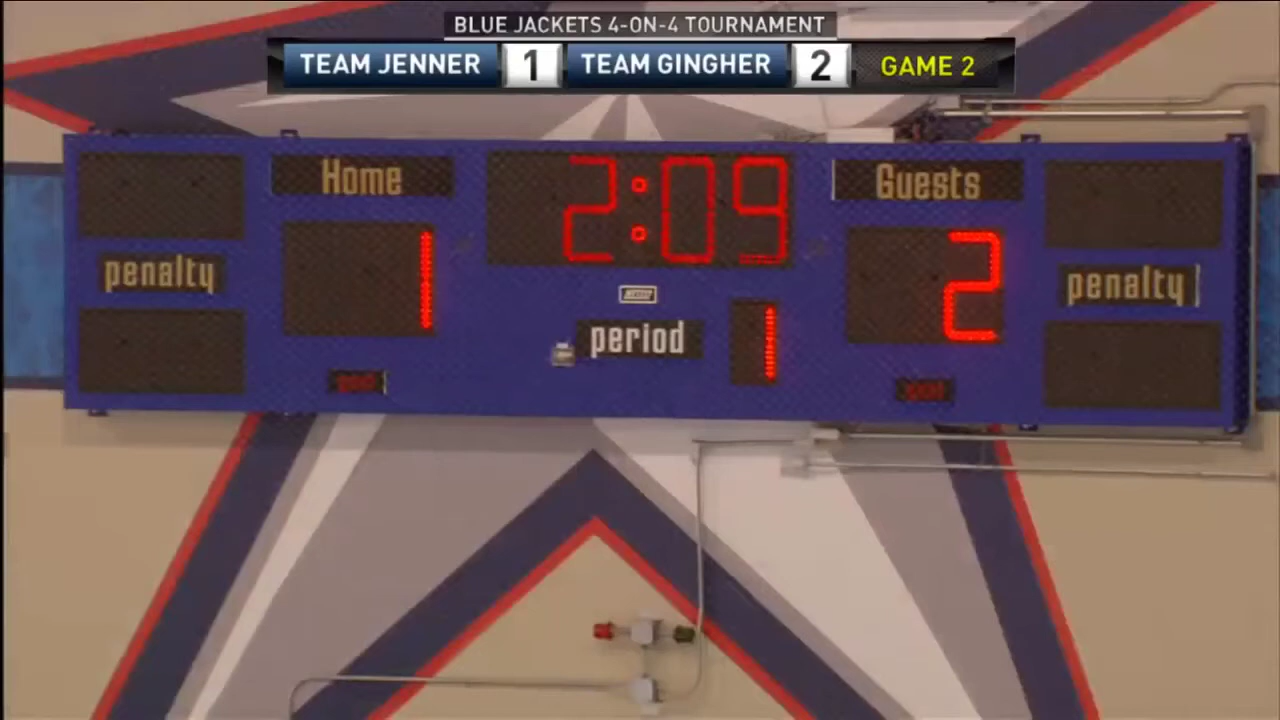 BLUE JACKETS 4-ON-4 TOURNAMENT
TEAM JENNER 1 TEAM GINGHER 2 GAME 2
Home 2:09 Guests
1 2
penalty penalty
period 1